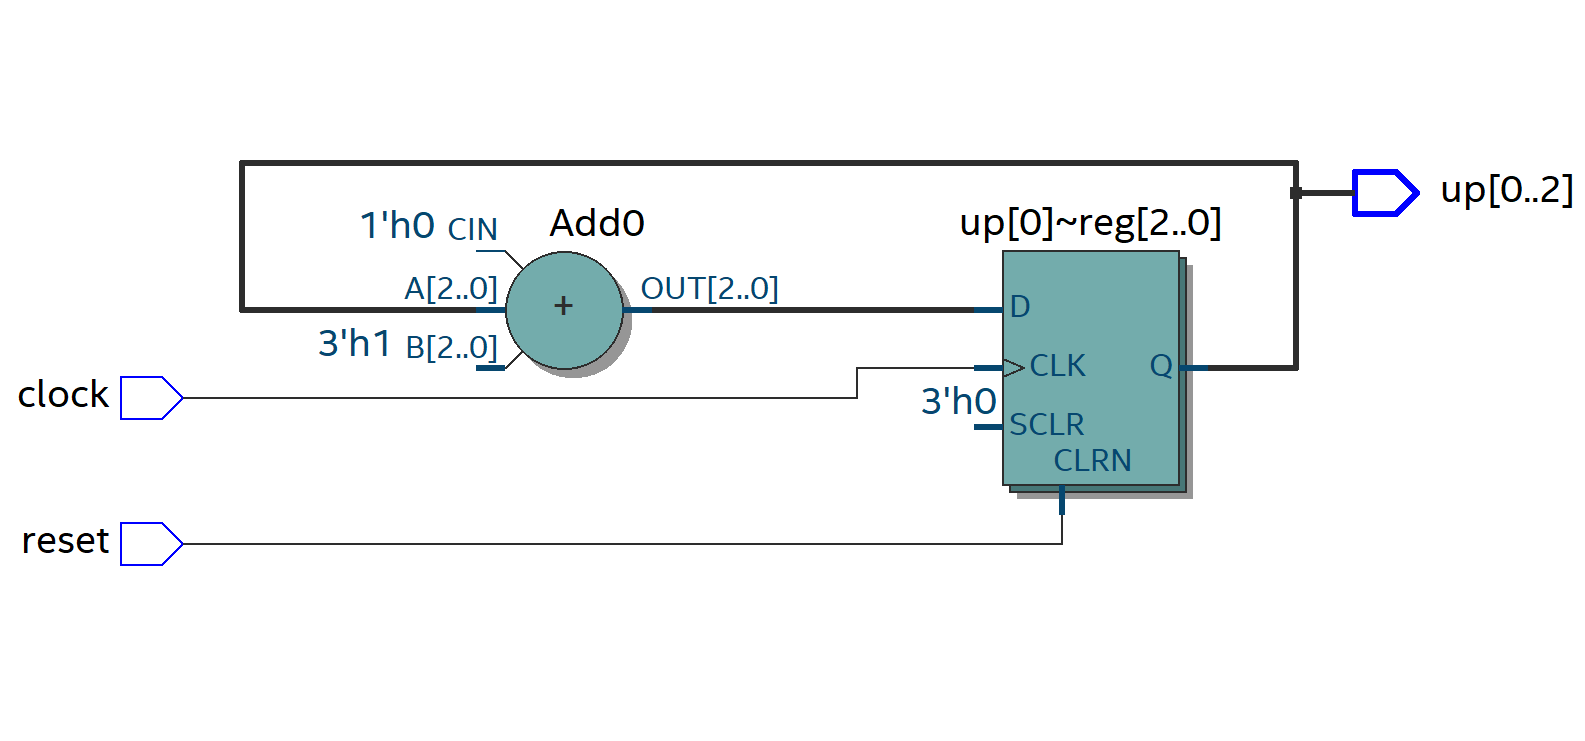 up[0..2]
1'h0 CIN
Add0
up[0]~reg[2..0]
A[2..0]
+
OUT[2..0]
D
3'h1 B[2..0]
CLK
Q
clock
3'h0
SCLR
CLRN
reset